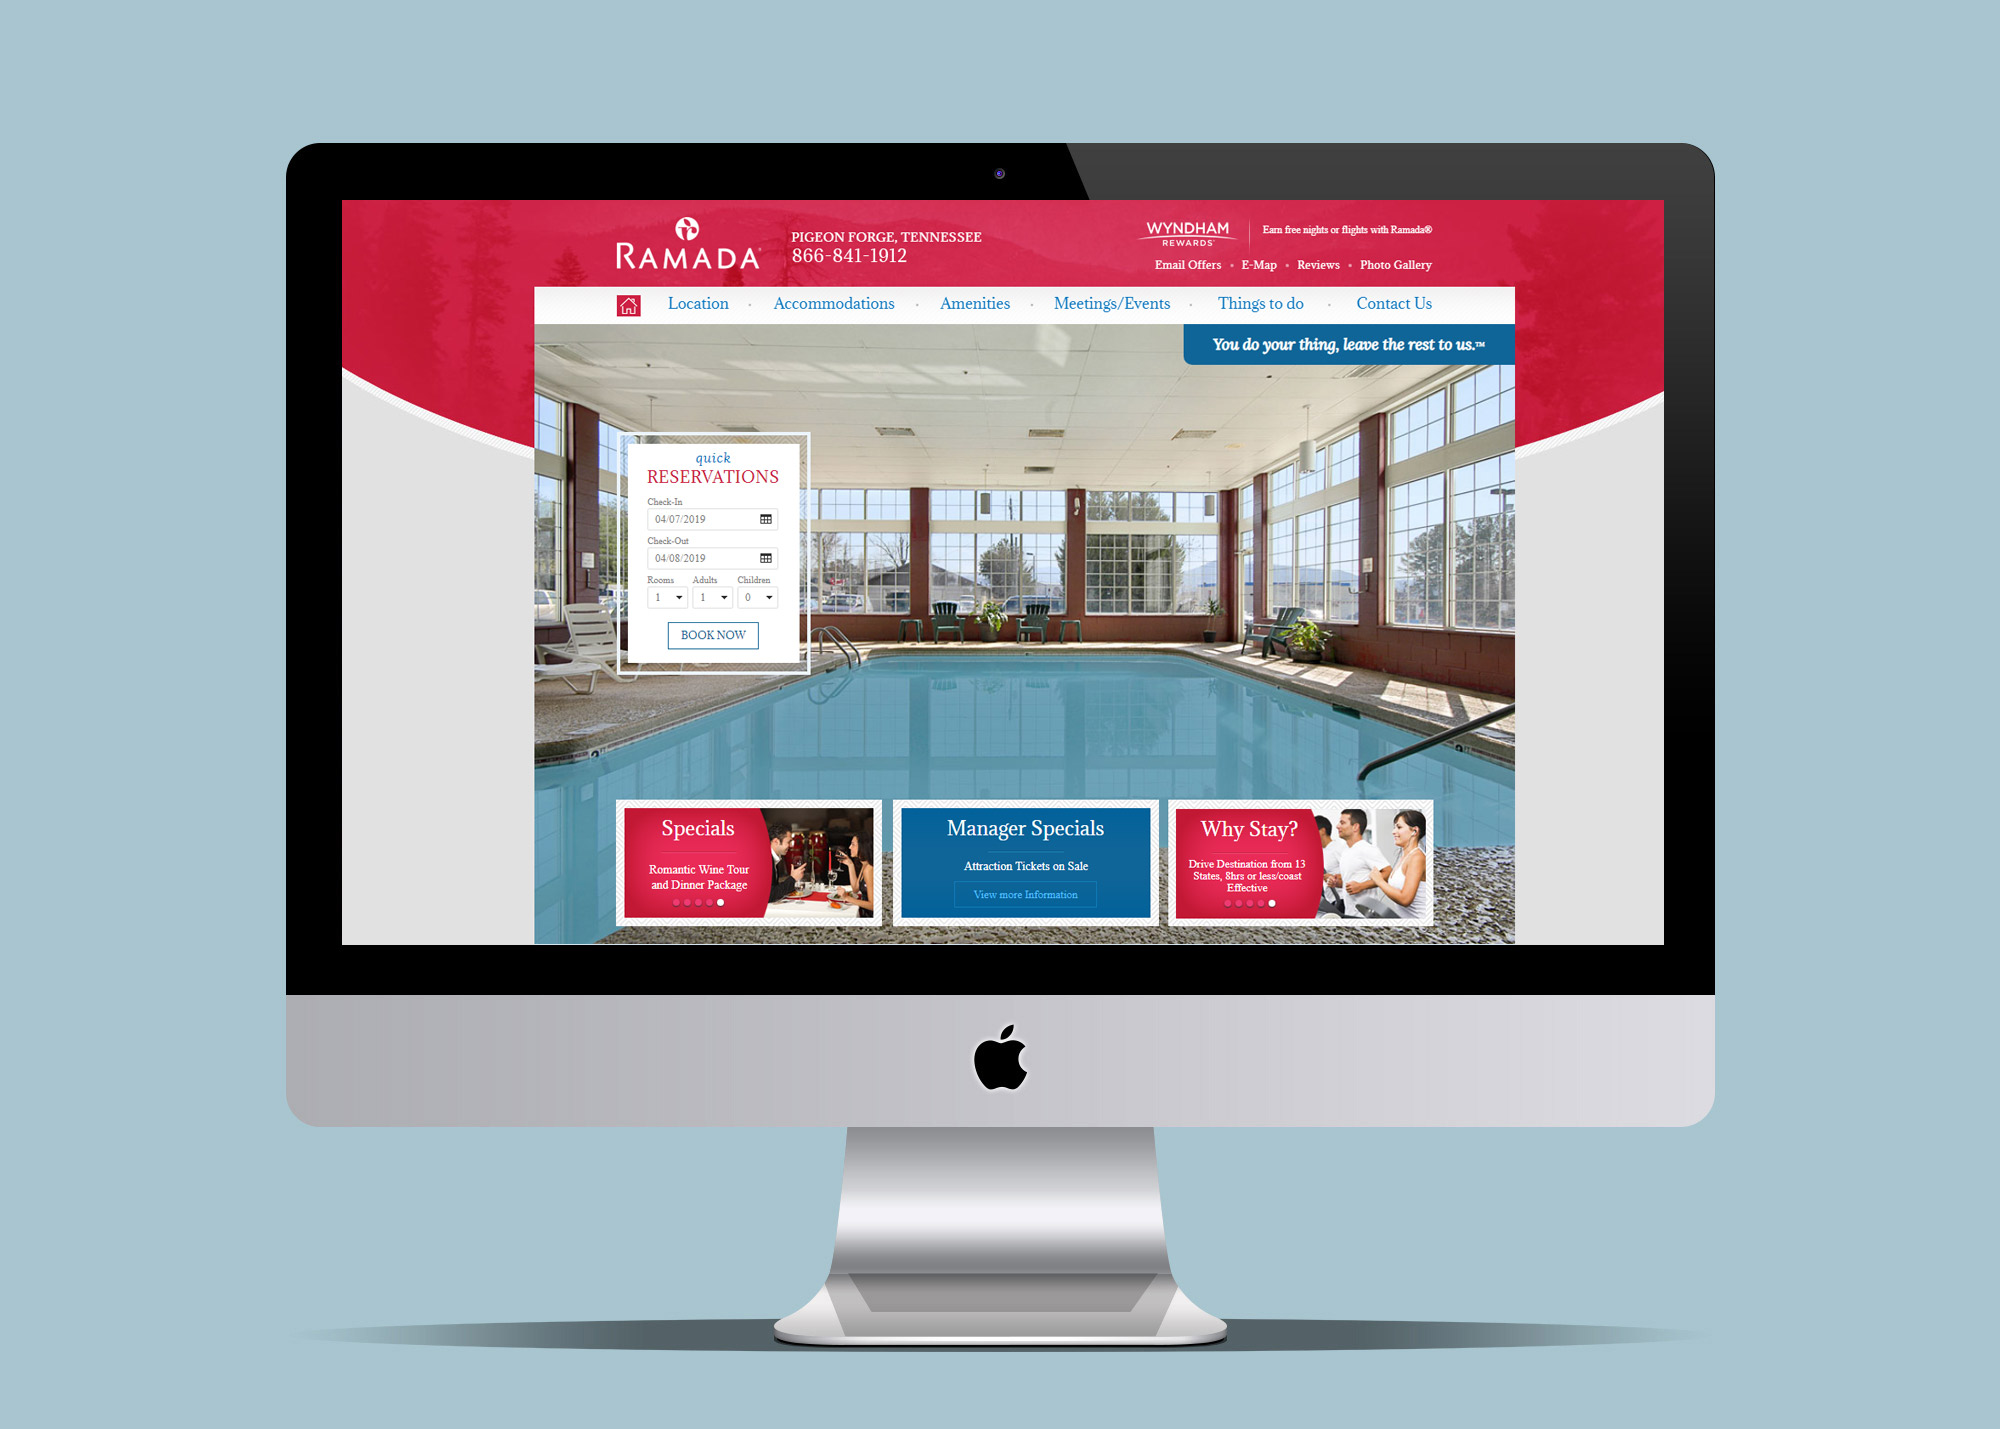 RAMADA
PIGEON FORGE, TENNESSEE
866-841-1912
WYNDHAM
REWARDS
Earn free nights or flights with Ramada®
Email Offers • E-Map • Reviews • Photo Gallery
Location • Accommodations • Amenities • Meetings/Events • Things to do • Contact Us
You do your thing, leave the rest to us.™
quick
RESERVATIONS
Check-In
04/07/2019
Check-Out
04/08/2019
Rooms Adults Children
1 1 0
BOOK NOW
Specials
Romantic Wine Tour
and Dinner Package
Manager Specials
Attraction Tickets on Sale
View more Information
Why Stay?
Drive Destination from 13
States, 8hrs or less/coast
Effective